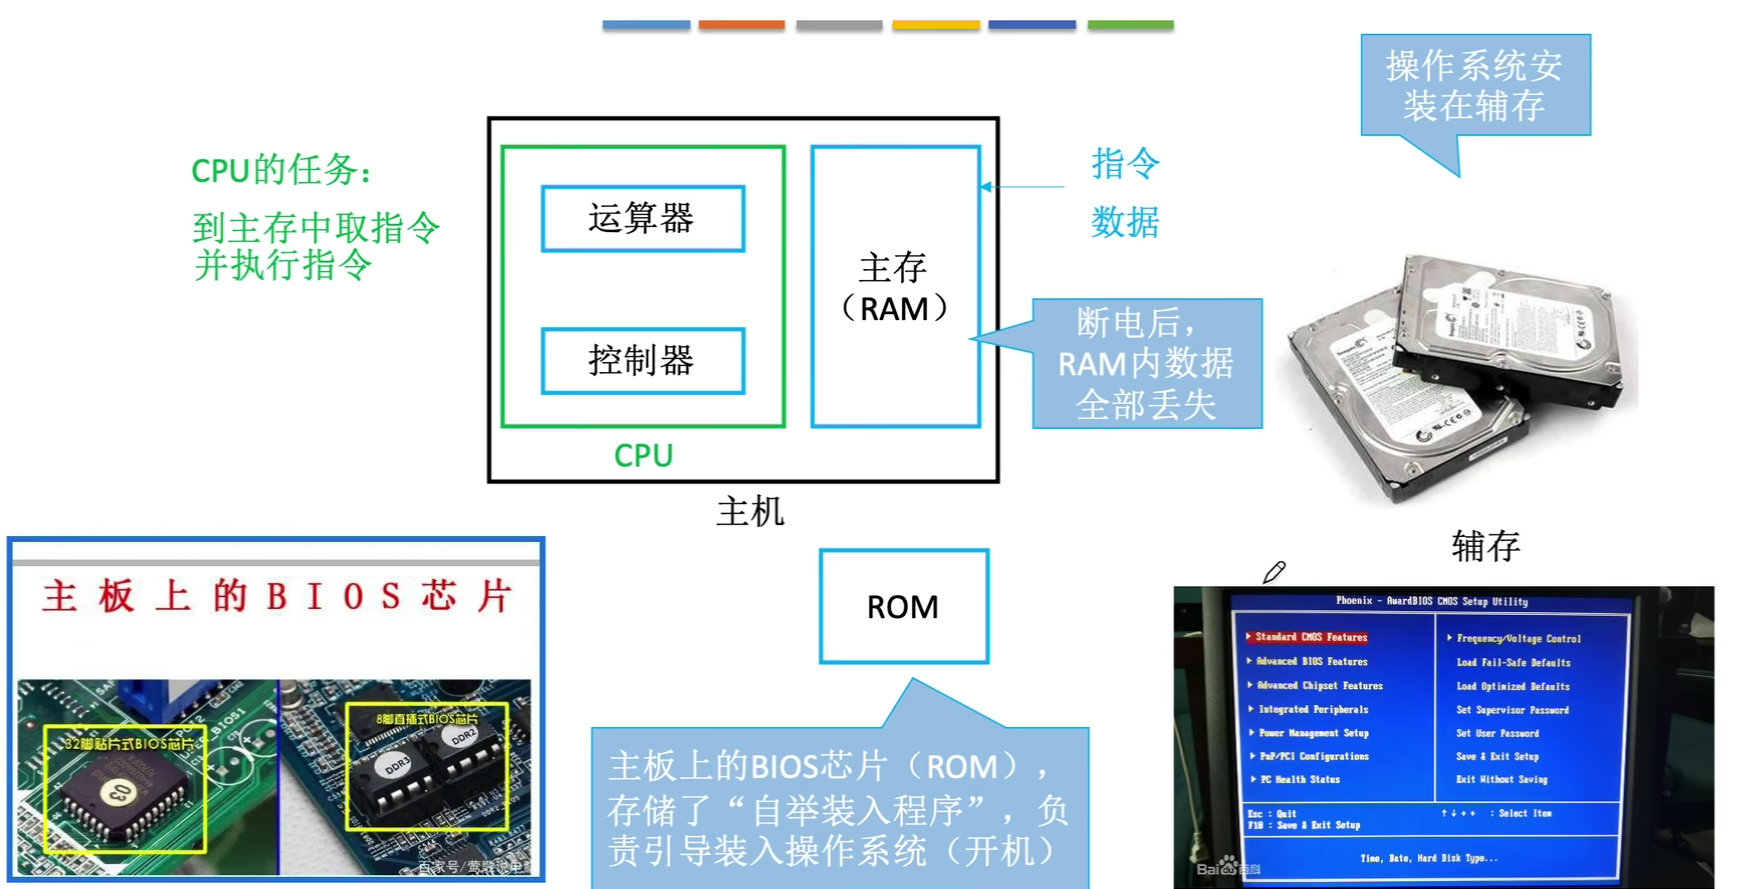 操作系统安
装在辅存
CPU的任务：
到主存中取指令
并执行指令
运算器
控制器
CPU
主存
（RAM）
主机
指令
数据
断电后，
RAM内数据
全部丢失
辅存
主板上的BIOS芯片
32脚贴片式BIOS芯片
03
8脚直插式BIOS芯片
DDR3
DDR2
ROM
主板上的BIOS芯片（ROM），
存储了“自举装入程序”，负
责引导装入操作系统（开机）
Phoenix - AwardBIOS CMOS Setup Utility
Standard CMOS Features
Advanced BIOS Features
Advanced Chipset Features
Integrated Peripherals
Power Management Setup
PnP/PCI Configurations
PC Health Status
Frequency/Voltage Control
Load Fail-Safe Defaults
Load Optimized Defaults
Set Supervisor Password
Set User Password
Save & Exit Setup
Exit Without Saving
Esc : Quit
F10 : Save & Exit Setup
↑ ↓ → ← : Select Item
Time, Date, Hard Disk Type...
Bai百科